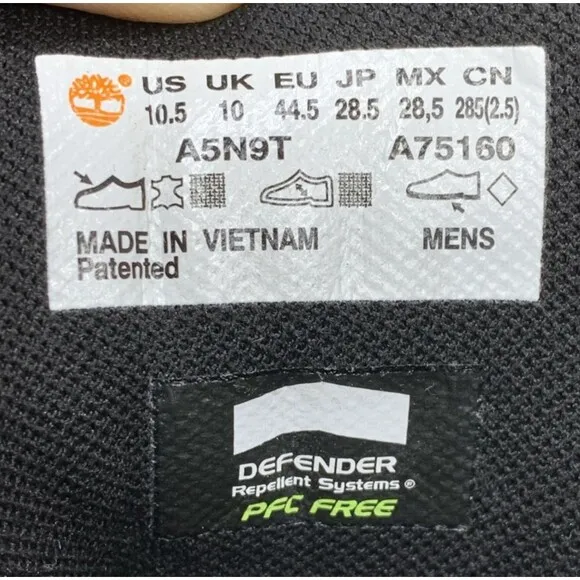 US UK EU JP MX CN
10.5 10 44.5 28.5 28,5 285(2.5)
A5N9T A75160
MADE IN VIETNAM MENS
Patented
DEFENDER
Repellent Systems®
PFC FREE